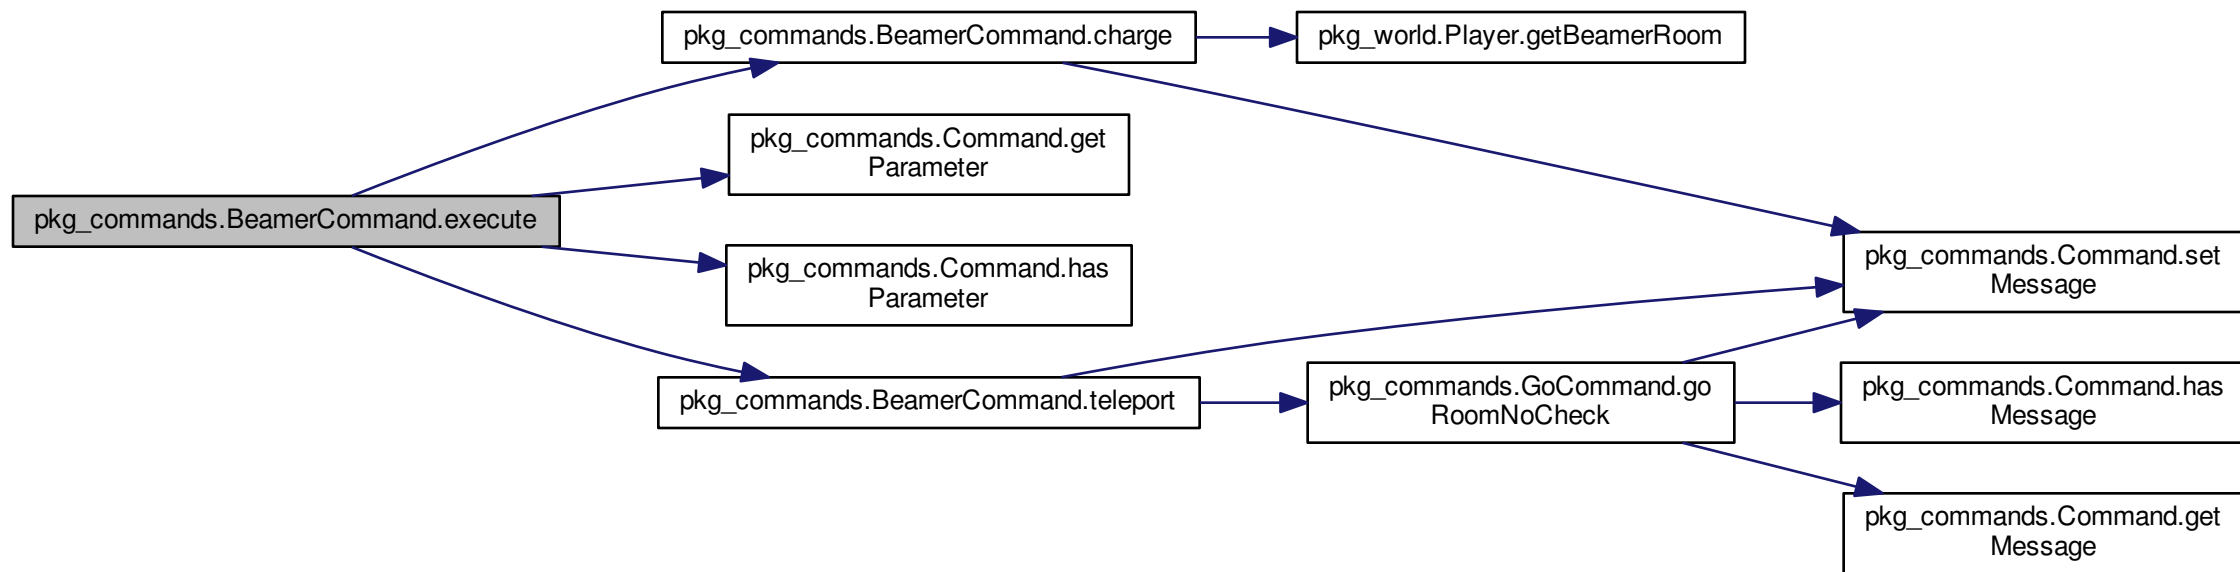 pkg_commands.BeamerCommand.charge
pkg_world.Player.getBeamerRoom
pkg_commands.Command.get
Parameter
pkg_commands.BeamerCommand.execute
pkg_commands.Command.has
Parameter
pkg_commands.Command.set
Message
pkg_commands.BeamerCommand.teleport
pkg_commands.GoCommand.go
RoomNoCheck
pkg_commands.Command.has
Message
pkg_commands.Command.get
Message